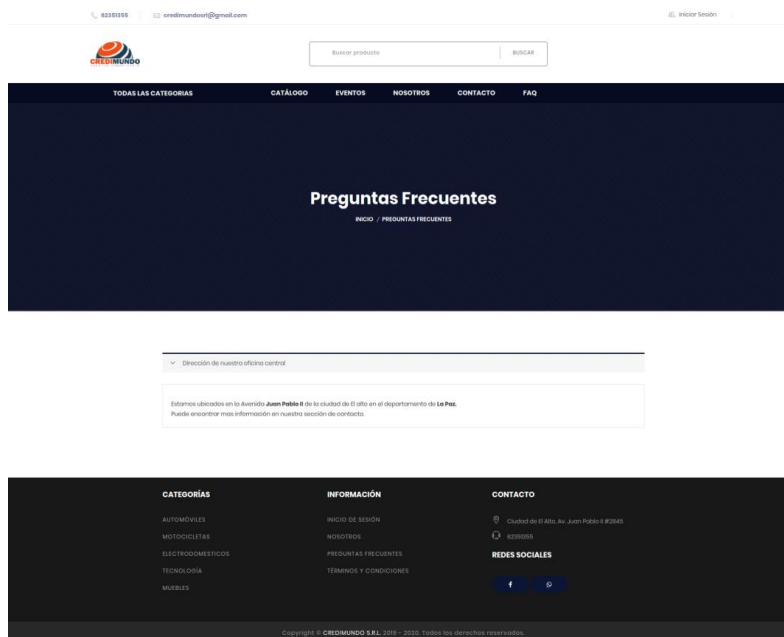 62351355
credimundosrl@gmail.com
Iniciar Sesión
CREDIMUNDO
Buscar producto
BUSCAR
TODAS LAS CATEGORIAS
CATÁLOGO
EVENTOS
NOSOTROS
CONTACTO
FAQ
Preguntas Frecuentes
INICIO / PREGUNTAS FRECUENTES
Dirección de nuestra oficina central
Estamos ubicados en la Avenida Juan Pablo II de la ciudad de El alto en el departamento de La Paz.
Puede encontrar mas información en nuestra sección de contacto.
CATEGORÍAS
AUTOMÓVILES
MOTOCICLETAS
ELECTRODOMESTICOS
TECNOLOGÍA
MUEBLES
INFORMACIÓN
INICIO DE SESIÓN
NOSOTROS
PREGUNTAS FRECUENTES
TÉRMINOS Y CONDICIONES
CONTACTO
Ciudad de El Alto, Av. Juan Pablo II #2845
62351355
REDES SOCIALES
Copyright © CREDIMUNDO S.R.L. 2019 - 2020. Todos los derechos reservados.